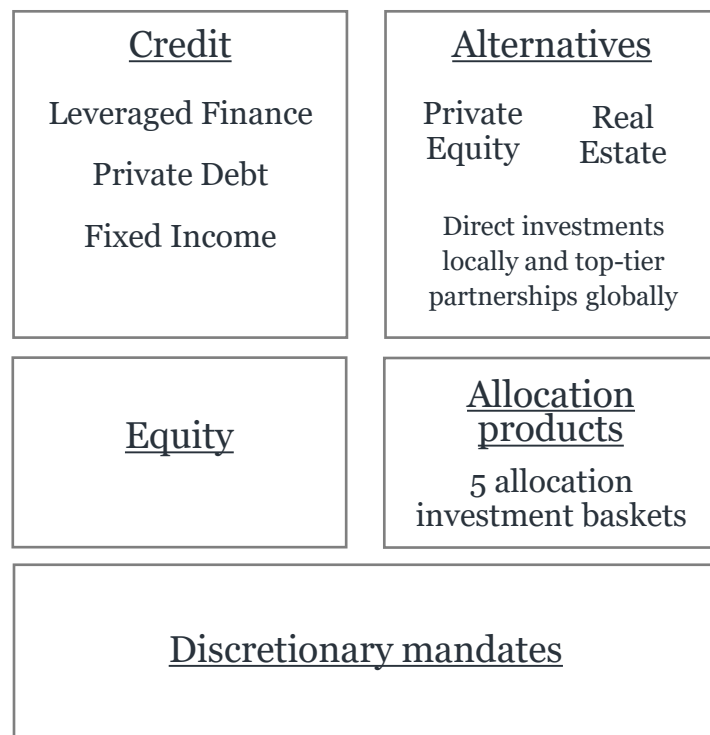 Credit
Leveraged Finance
Private Debt
Fixed Income
Alternatives
Private
Equity
Real
Estate
Direct investments
locally and top-tier
partnerships globally
Equity
Allocation
products
5 allocation
investment baskets
Discretionary mandates